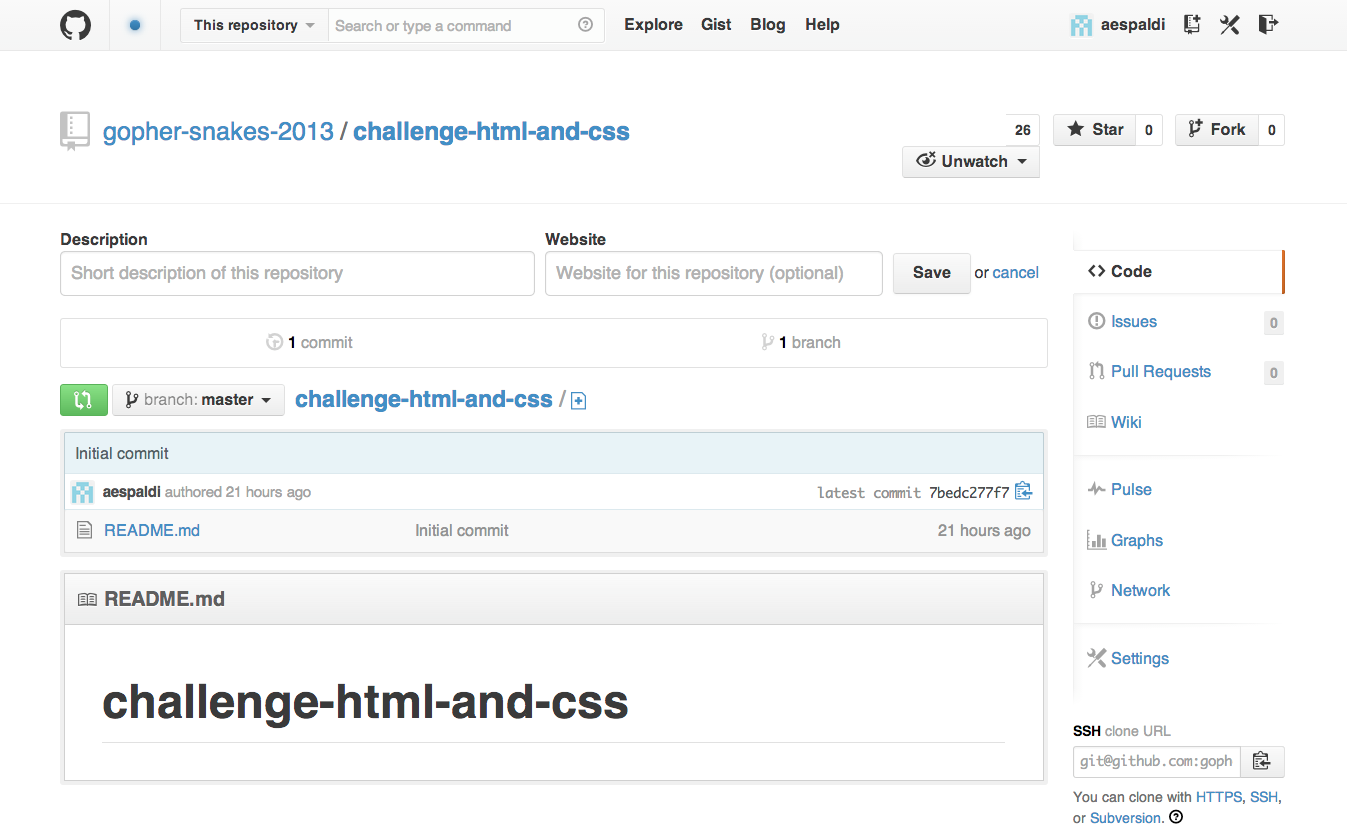 This repository Search or type a command Explore Gist Blog Help aespaldi
gopher-snakes-2013 / challenge-html-and-css 26 Star 0 Fork 0
Unwatch
Description Website
Short description of this repository Website for this repository (optional) Save or cancel
1 commit 1 branch
branch: master challenge-html-and-css /
Initial commit
aespaldi authored 21 hours ago latest commit 7bedc277f7
README.md Initial commit 21 hours ago
README.md
challenge-html-and-css
Code
Issues 0
Pull Requests 0
Wiki
Pulse
Graphs
Network
Settings
SSH clone URL
git@github.com:goph
You can clone with HTTPS, SSH,
or Subversion.